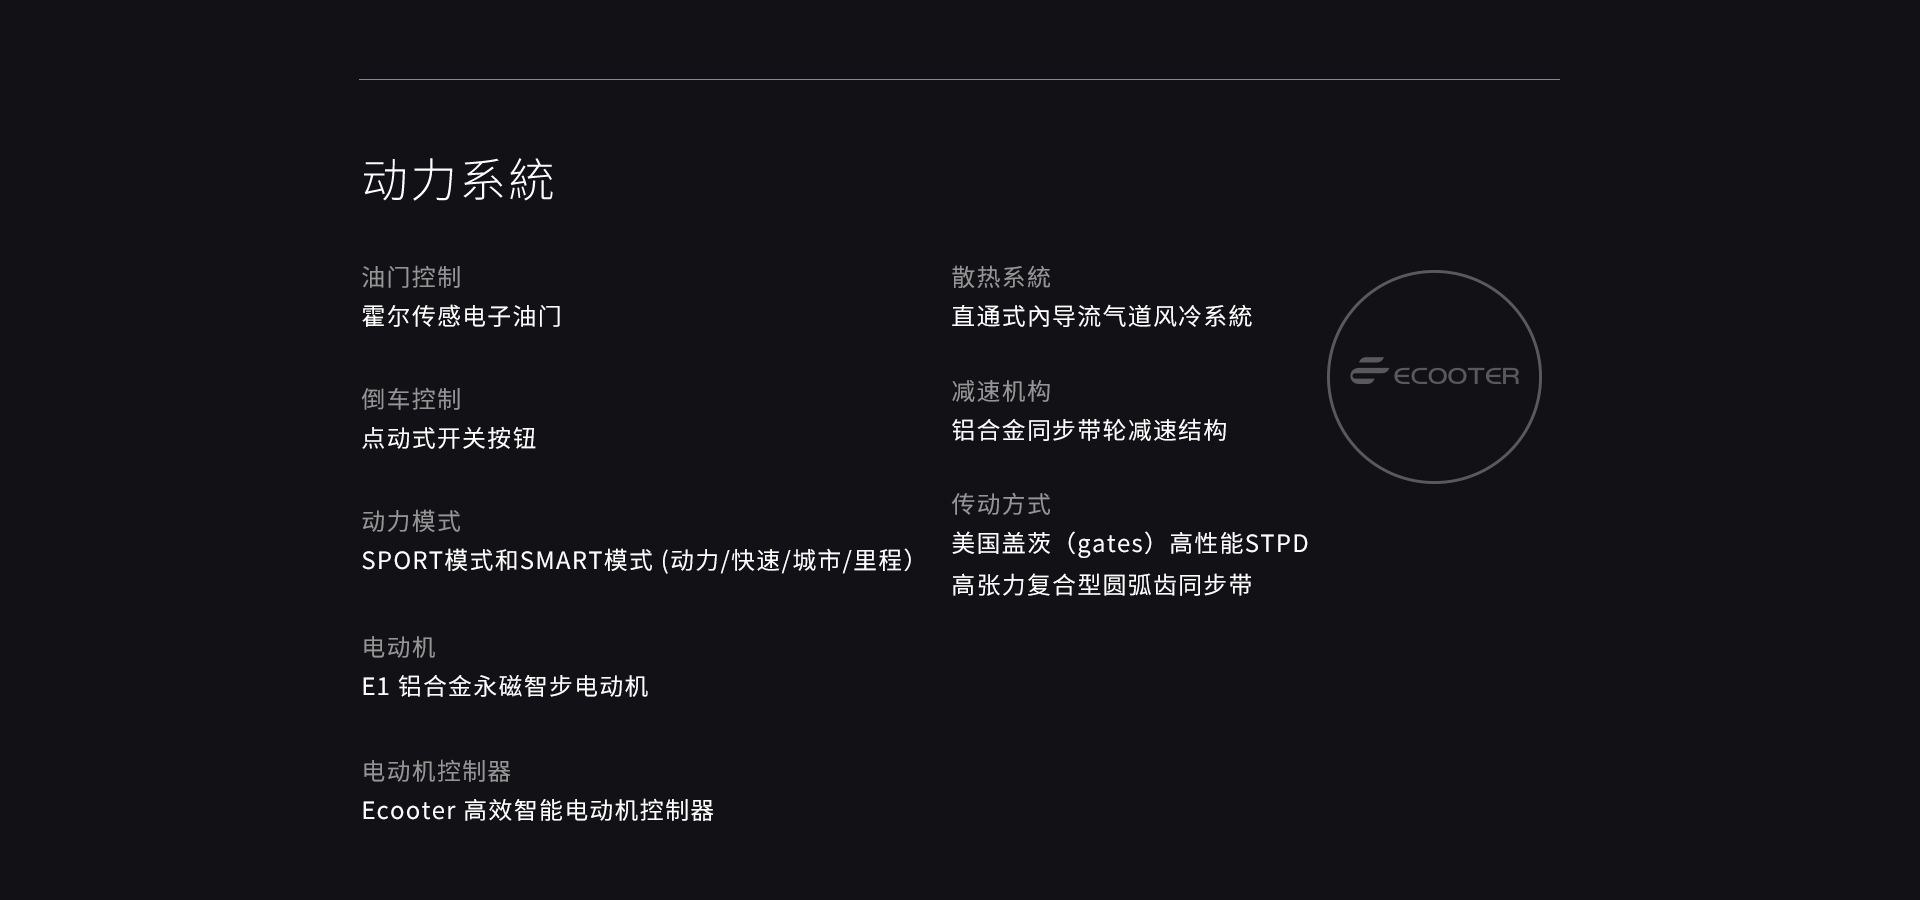 动力系統
油门控制
霍尔传感电子油门
倒车控制
点动式开关按钮
动力模式
SPORT模式和SMART模式 (动力/快速/城市/里程）
电动机
E1 铝合金永磁智步电动机
电动机控制器
Ecooter 高效智能电动机控制器
散热系統
直通式內导流气道风冷系統
减速机构
铝合金同步带轮减速结构
传动方式
美国盖茨（gates）高性能STPD
高张力复合型圆弧齿同步带
ECOOTER